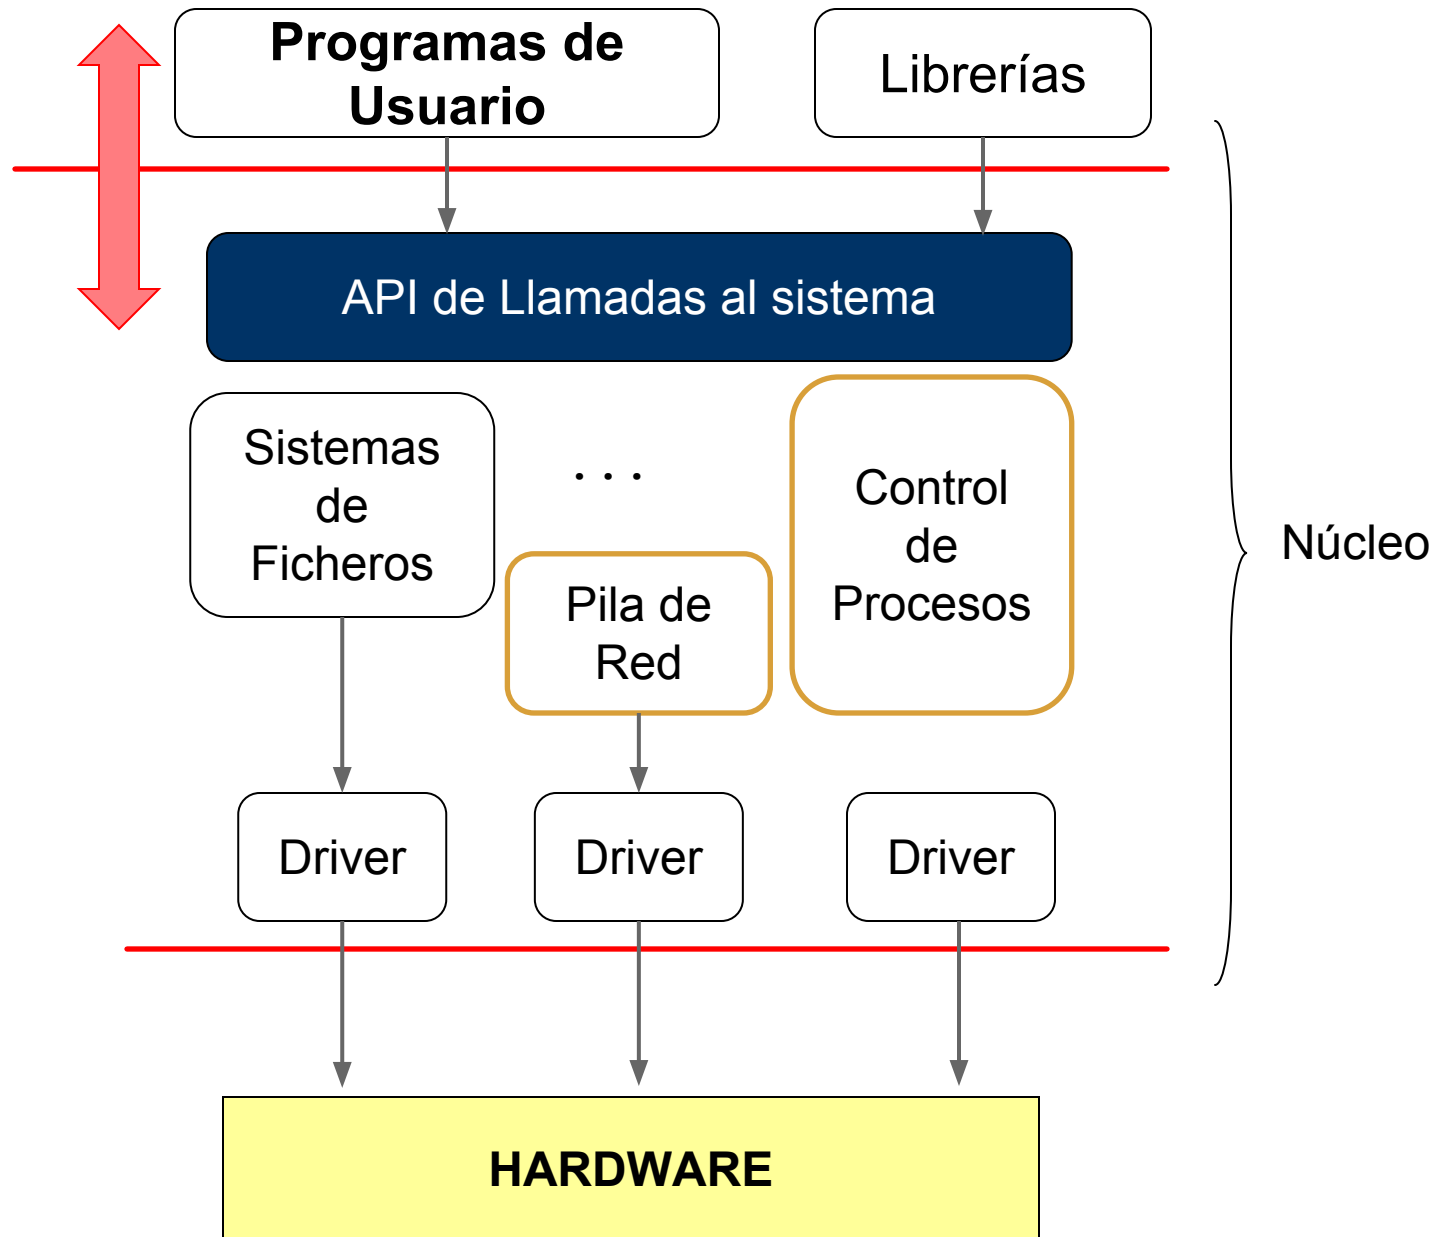 Programas de
Usuario
Librerías
API de Llamadas al sistema
Sistemas
de
Ficheros
. . .
Pila de
Red
Control
de
Procesos
Núcleo
Driver
Driver
Driver
HARDWARE